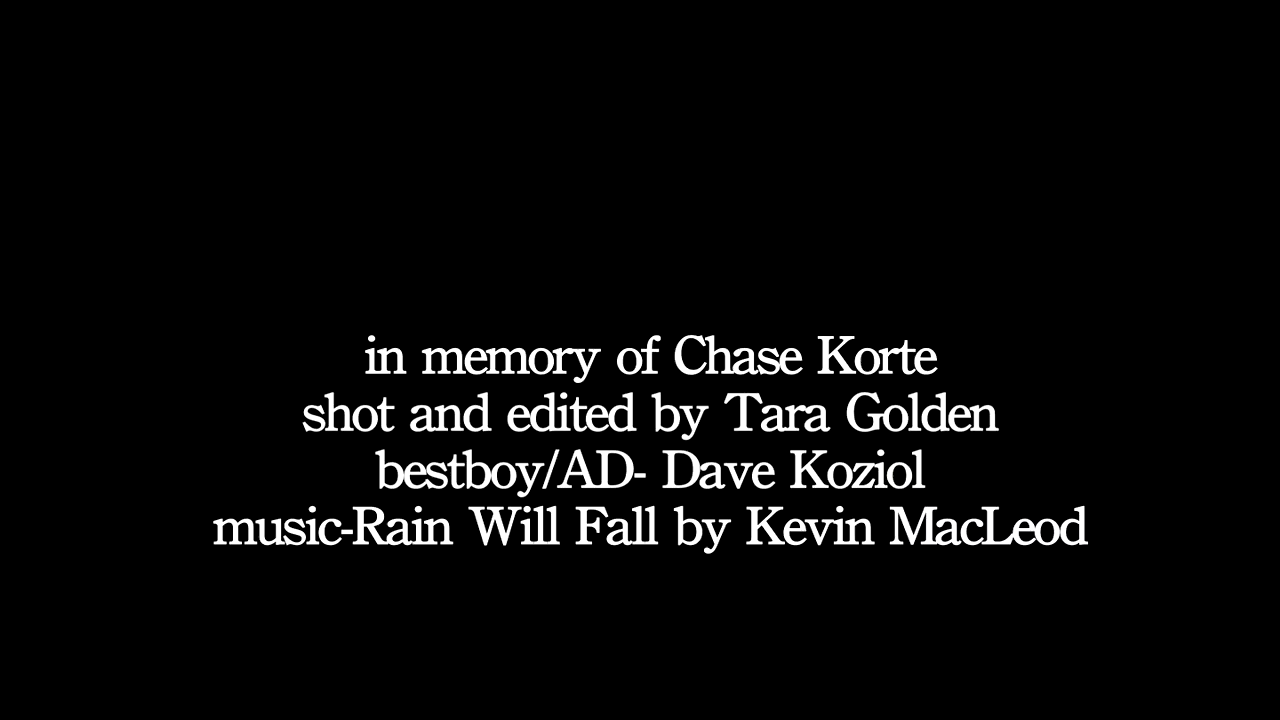 in memory of Chase Korte
shot and edited by Tara Golden
bestboy/AD- Dave Koziol
music-Rain Will Fall by Kevin MacLeod